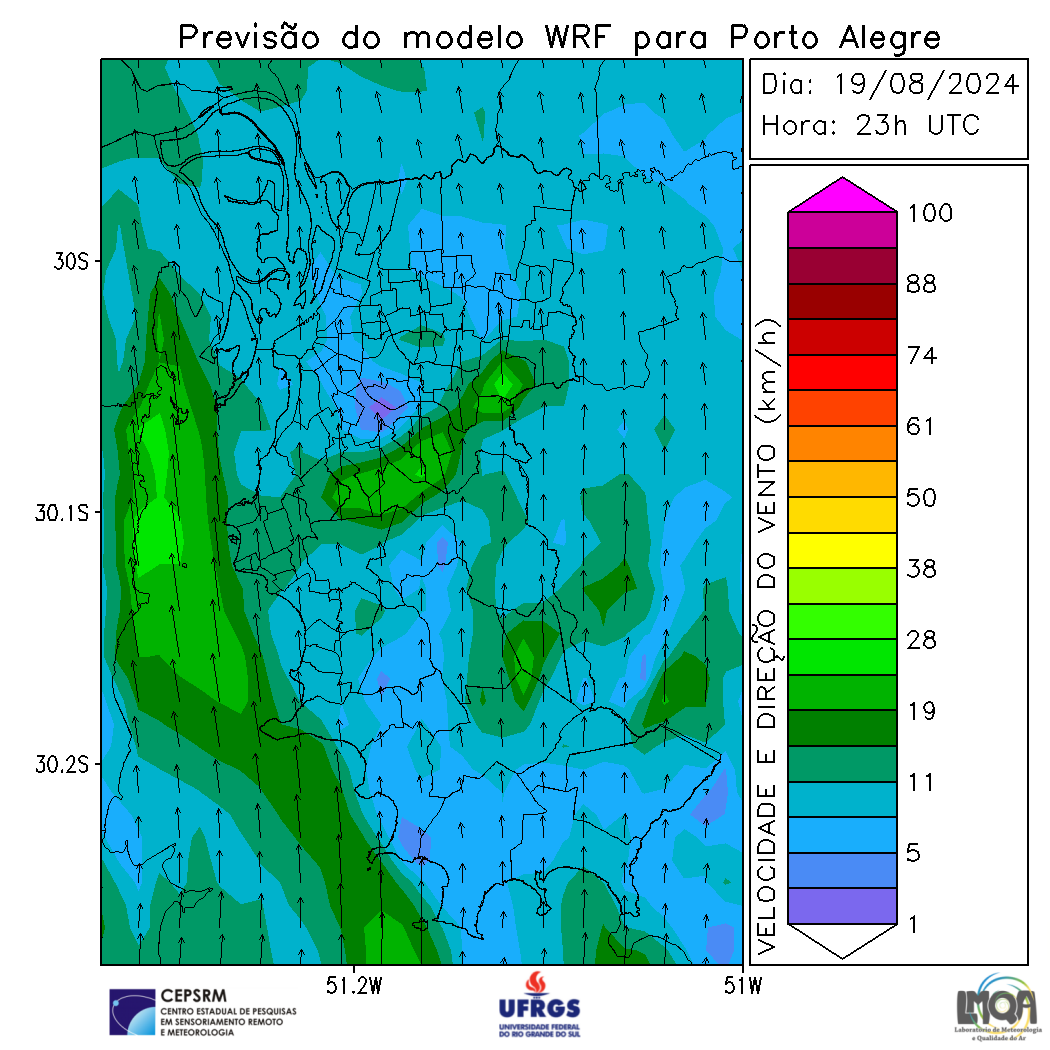 Previsão do modelo WRF para Porto Alegre
Dia: 19/08/2024
Hora: 23h UTC
30S
30.1S
30.2S
51.2W
51W
VELOCIDADE E DIREÇÃO DO VENTO (km/h)
100
88
74
61
50
38
28
19
11
5
1
CEPSRM
CENTRO ESTADUAL DE PESQUISAS
EM SENSORIAMENTO REMOTO
E METEOROLOGIA
UFRGS
UNIVERSIDADE FEDERAL
DO RIO GRANDE DO SUL
LMQA
Laboratório de Meteorologia
e Qualidade do Ar